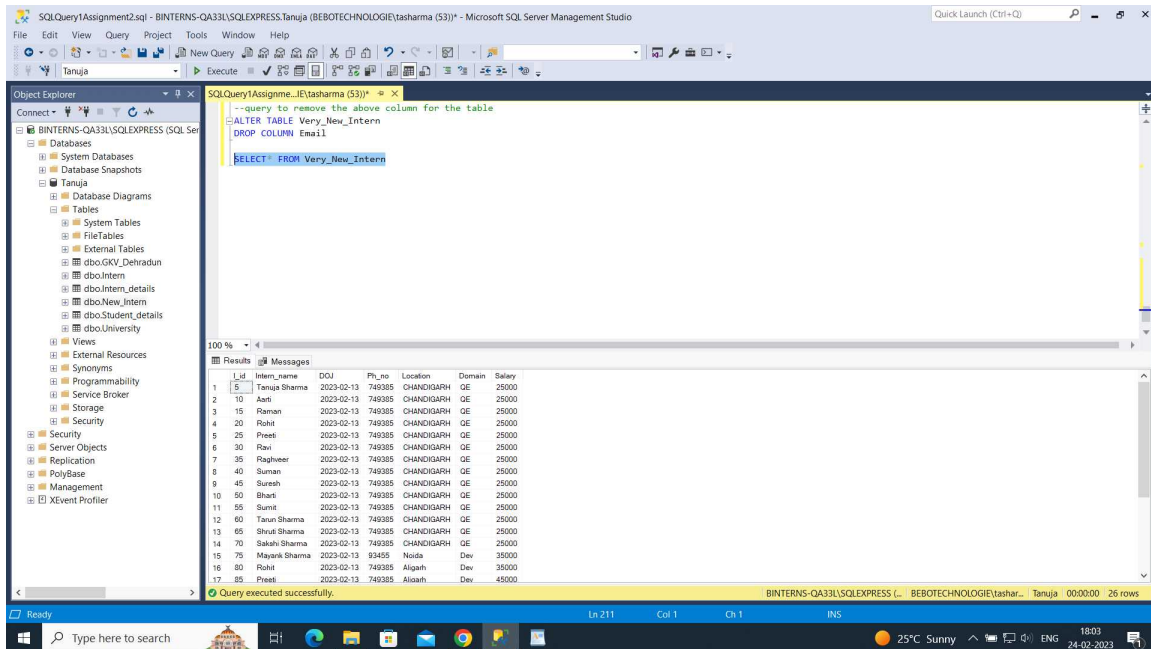 SQLQuery1Assignment2.sql - BINTERNS-QA33L\SQLEXPRESS.Tanuja (BEBOTECHNOLOGIE\tasharma (53))* - Microsoft SQL Server Management Studio
Quick Launch (Ctrl+Q)
File Edit View Query Project Tools Window Help
New Query
Tanuja
Execute
Object Explorer
SQLQuery1Assignme...IE\tasharma (53))*
Connect
BINTERNS-QA33L\SQLEXPRESS (SQL Ser
Databases
System Databases
Database Snapshots
Tanuja
Database Diagrams
Tables
System Tables
FileTables
External Tables
dbo.GKV_Dehradun
dbo.Intern
dbo.Intern_details
dbo.New_Intern
dbo.Student_details
dbo.University
Views
External Resources
Synonyms
Programmability
Service Broker
Storage
Security
Security
Server Objects
Replication
PolyBase
Management
XEvent Profiler
--query to remove the above column for the table
ALTER TABLE Very_New_Intern
DROP COLUMN Email
SELECT* FROM Very_New_Intern
100 %
Results Messages
I_id Intern_name DOJ Ph_no Location Domain Salary
1 5 Tanuja Sharma 2023-02-13 749385 CHANDIGARH QE 25000
2 10 Aarti 2023-02-13 749385 CHANDIGARH QE 25000
3 15 Raman 2023-02-13 749385 CHANDIGARH QE 25000
4 20 Rohit 2023-02-13 749385 CHANDIGARH QE 25000
5 25 Preeti 2023-02-13 749385 CHANDIGARH QE 25000
6 30 Ravi 2023-02-13 749385 CHANDIGARH QE 25000
7 35 Raghveer 2023-02-13 749385 CHANDIGARH QE 25000
8 40 Suman 2023-02-13 749385 CHANDIGARH QE 25000
9 45 Suresh 2023-02-13 749385 CHANDIGARH QE 25000
10 50 Bharti 2023-02-13 749385 CHANDIGARH QE 25000
11 55 Sumit 2023-02-13 749385 CHANDIGARH QE 25000
12 60 Tarun Sharma 2023-02-13 749385 CHANDIGARH QE 25000
13 65 Shruti Sharma 2023-02-13 749385 CHANDIGARH QE 25000
14 70 Sakshi Sharma 2023-02-13 749385 CHANDIGARH QE 25000
15 75 Mayank Sharma 2023-02-13 93455 Noida Dev 35000
16 80 Rohit 2023-02-13 749385 Aligarh Dev 35000
17 85 Preeti 2023-02-13 749385 Aligarh Dev 45000
Query executed successfully.
BINTERNS-QA33L\SQLEXPRESS (... BEBOTECHNOLOGIE\tashar... Tanuja 00:00:00 26 rows
Ready
Ln 211 Col 1 Ch 1 INS
Type here to search
25°C Sunny
ENG
18:03
24-02-2023